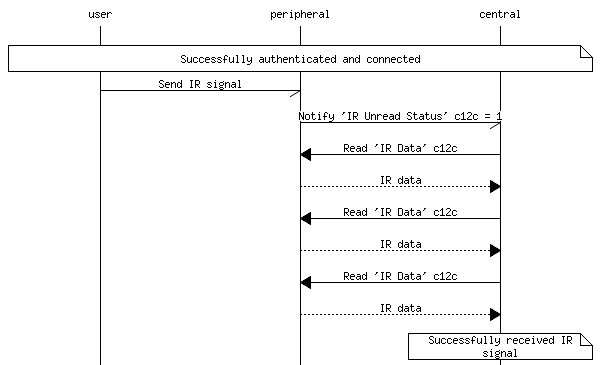 user peripheral central
Successfully authenticated and connected
Send IR signal
Notify 'IR Unread Status' c12c = 1
Read 'IR Data' c12c
IR data
Read 'IR Data' c12c
IR data
Read 'IR Data' c12c
IR data
Successfully received IR
signal